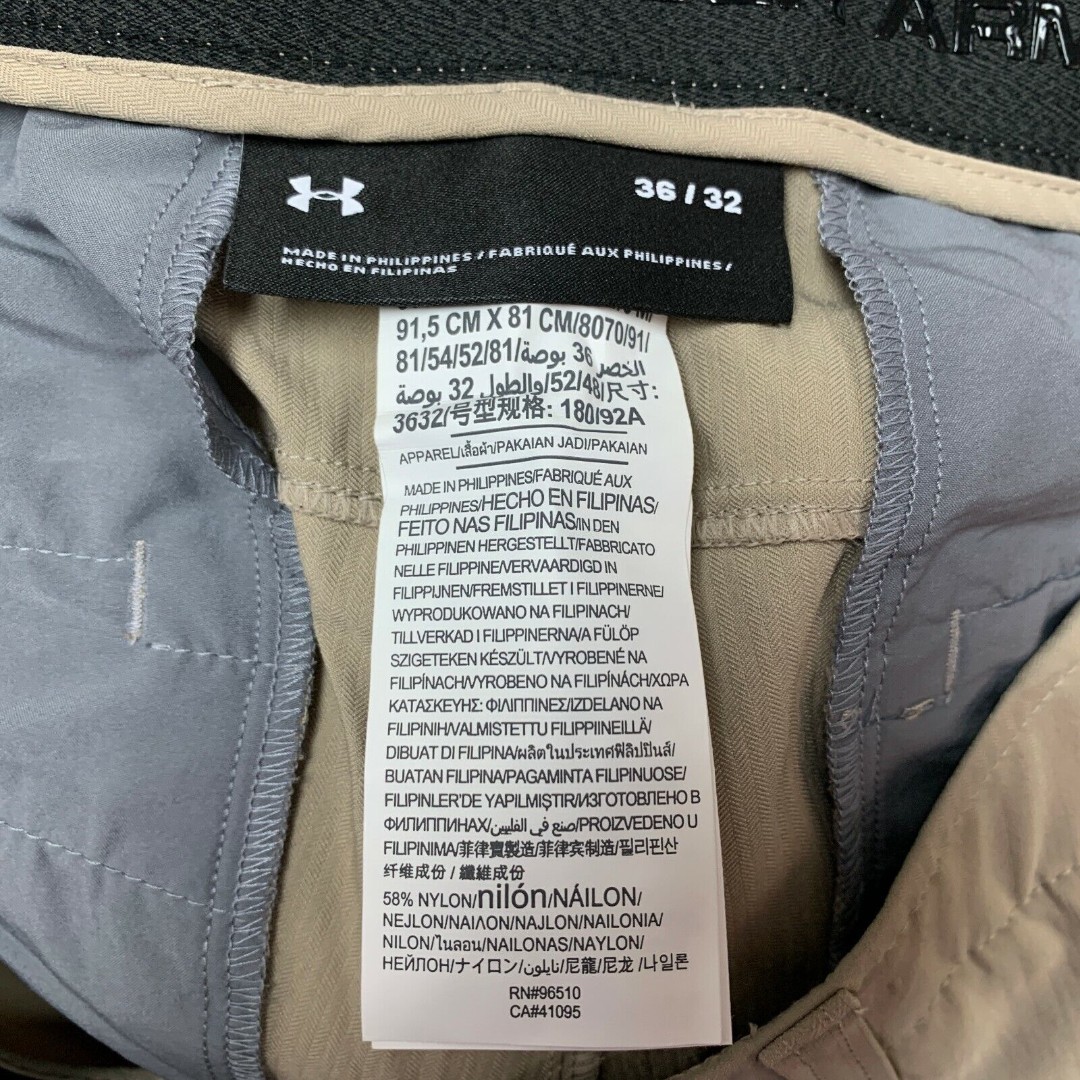 ARM
36 / 32
MADE IN PHILIPPINES / FABRIQUÉ AUX PHILIPPINES /
HECHO EN FILIPINAS
91,5 CM X 81 CM/8070/91/
81/54/52/81/الخصر 36 بوصة
والطول 32 بوصة/52/48/尺寸:
3632/号型规格: 180/92A
APPAREL/เสื้อผ้า/PAKAIAN JADI/PAKAIAN
MADE IN PHILIPPINES/FABRIQUÉ AUX
PHILIPPINES/HECHO EN FILIPINAS/
FEITO NAS FILIPINAS/IN DEN
PHILIPPINEN HERGESTELLT/FABBRICATO
NELLE FILIPPINE/VERVAARDIGD IN
FILIPPIJNEN/FREMSTILLET I FILIPPINERNE/
WYPRODUKOWANO NA FILIPINACH/
TILLVERKAD I FILIPPINERNA/A FÜLÖP
SZIGETEKEN KÉSZÜLT/VYROBENÉ NA
FILIPÍNACH/VYROBENO NA FILIPÍNÁCH/ΧΩΡΑ
ΚΑΤΑΣΚΕΥΗΣ: ΦΙΛΙΠΠΙΝΕΣ/IZDELANO NA
FILIPINIH/VALMISTETTU FILIPPIINEILLÄ/
DIBUAT DI FILIPINA/ผลิตในประเทศฟิลิปปินส์/
BUATAN FILIPINA/PAGAMINTA FILIPINUOSE/
FILIPINLER'DE YAPILMIŞTIR/ИЗГОТОВЛЕНО В
ФИЛИППИНАХ/صنع في الفلبين/PROIZVEDENO U
FILIPINIMA/菲律賓製造/菲律宾制造/필리핀산
纤维成份 / 纖維成份
58% NYLON/nilón/NÁILON/
NEJLON/ΝΑΙΛΟΝ/NAJLON/NAILONIA/
NILON/ไนลอน/NAILONAS/NAYLON/
НЕЙЛОН/ナイロン/نايلون/尼龍/尼龙 /나일론
RN#96510
CA#41095